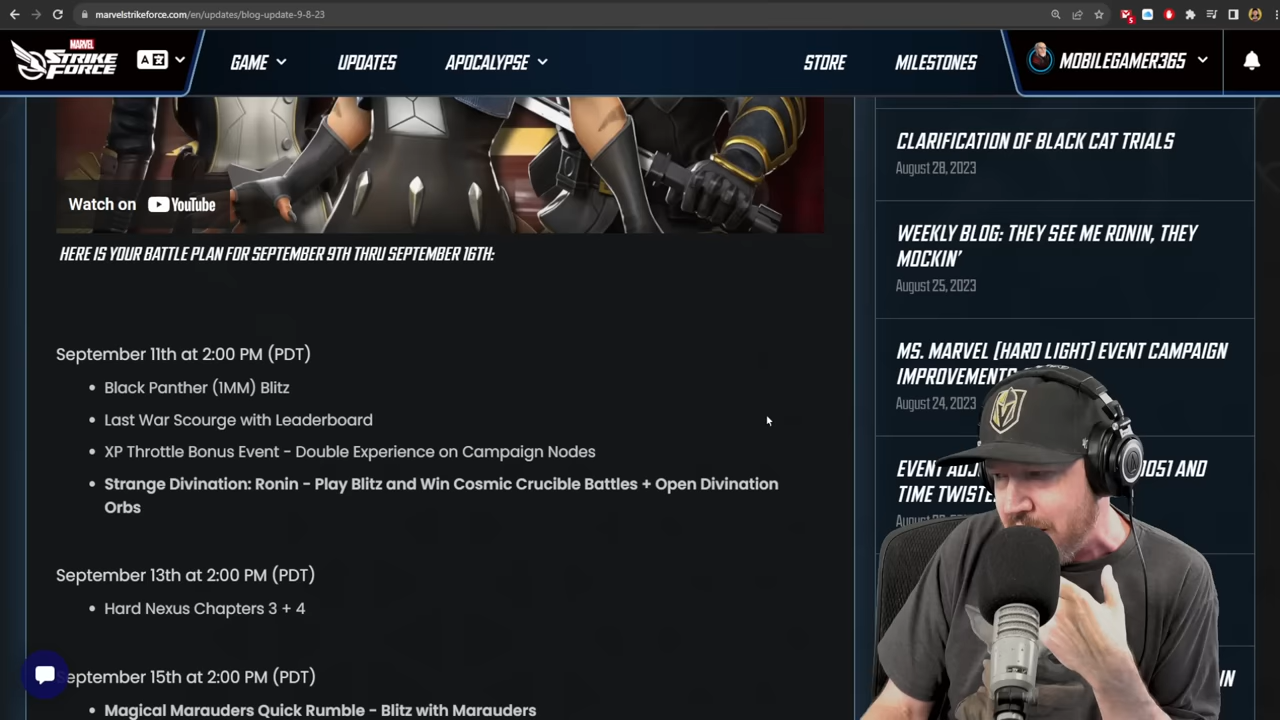 marvelstrikeforce.com/en/updates/blog-update-9-8-23
5
MARVEL
STRIKE
FORCE
GAME
UPDATES
APOCALYPSE
STORE
MILESTONES
MOBILEGAMER365
Watch on YouTube
HERE IS YOUR BATTLE PLAN FOR SEPTEMBER 9TH THRU SEPTEMBER 16TH:
September 11th at 2:00 PM (PDT)
Black Panther (1MM) Blitz
Last War Scourge with Leaderboard
XP Throttle Bonus Event - Double Experience on Campaign Nodes
Strange Divination: Ronin - Play Blitz and Win Cosmic Crucible Battles + Open Divination
Orbs
September 13th at 2:00 PM (PDT)
Hard Nexus Chapters 3 + 4
September 15th at 2:00 PM (PDT)
Magical Marauders Quick Rumble - Blitz with Marauders
CLARIFICATION OF BLACK CAT TRIALS
August 28, 2023
WEEKLY BLOG: THEY SEE ME RONIN, THEY
MOCKIN'
August 25, 2023
MS. MARVEL [HARD LIGHT] EVENT CAMPAIGN
IMPROVEMENTS
August 24, 2023
EVENT AND
TIME